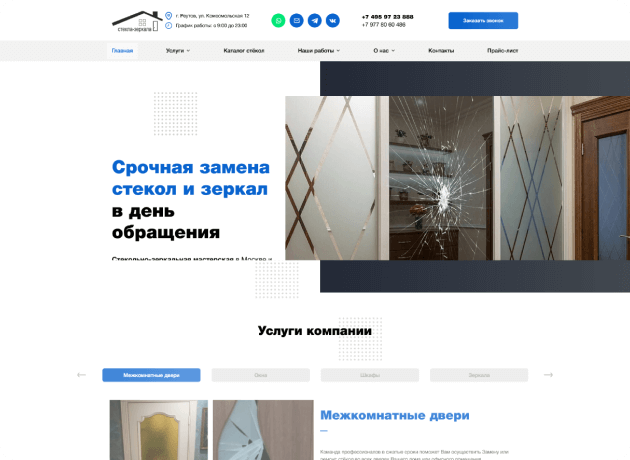 стекла-зеркала
г. Реутов, ул. Комсомольская 12
График работы: с 9:00 до 23:00
+7 495 97 23 888
+7 977 80 60 486
Заказать звонок
Главная
Услуги
Каталог стёкол
Наши работы
О нас
Контакты
Прайс-лист
Срочная замена
стекол и зеркал
в день
обращения
Стекольно-зеркальная мастерская в Москве и
Услуги компании
Межкомнатные двери
Окна
Шкафы
Зеркала
Межкомнатные двери
Команда профессионалов в сжатые сроки поможет Вам осуществить Замену или